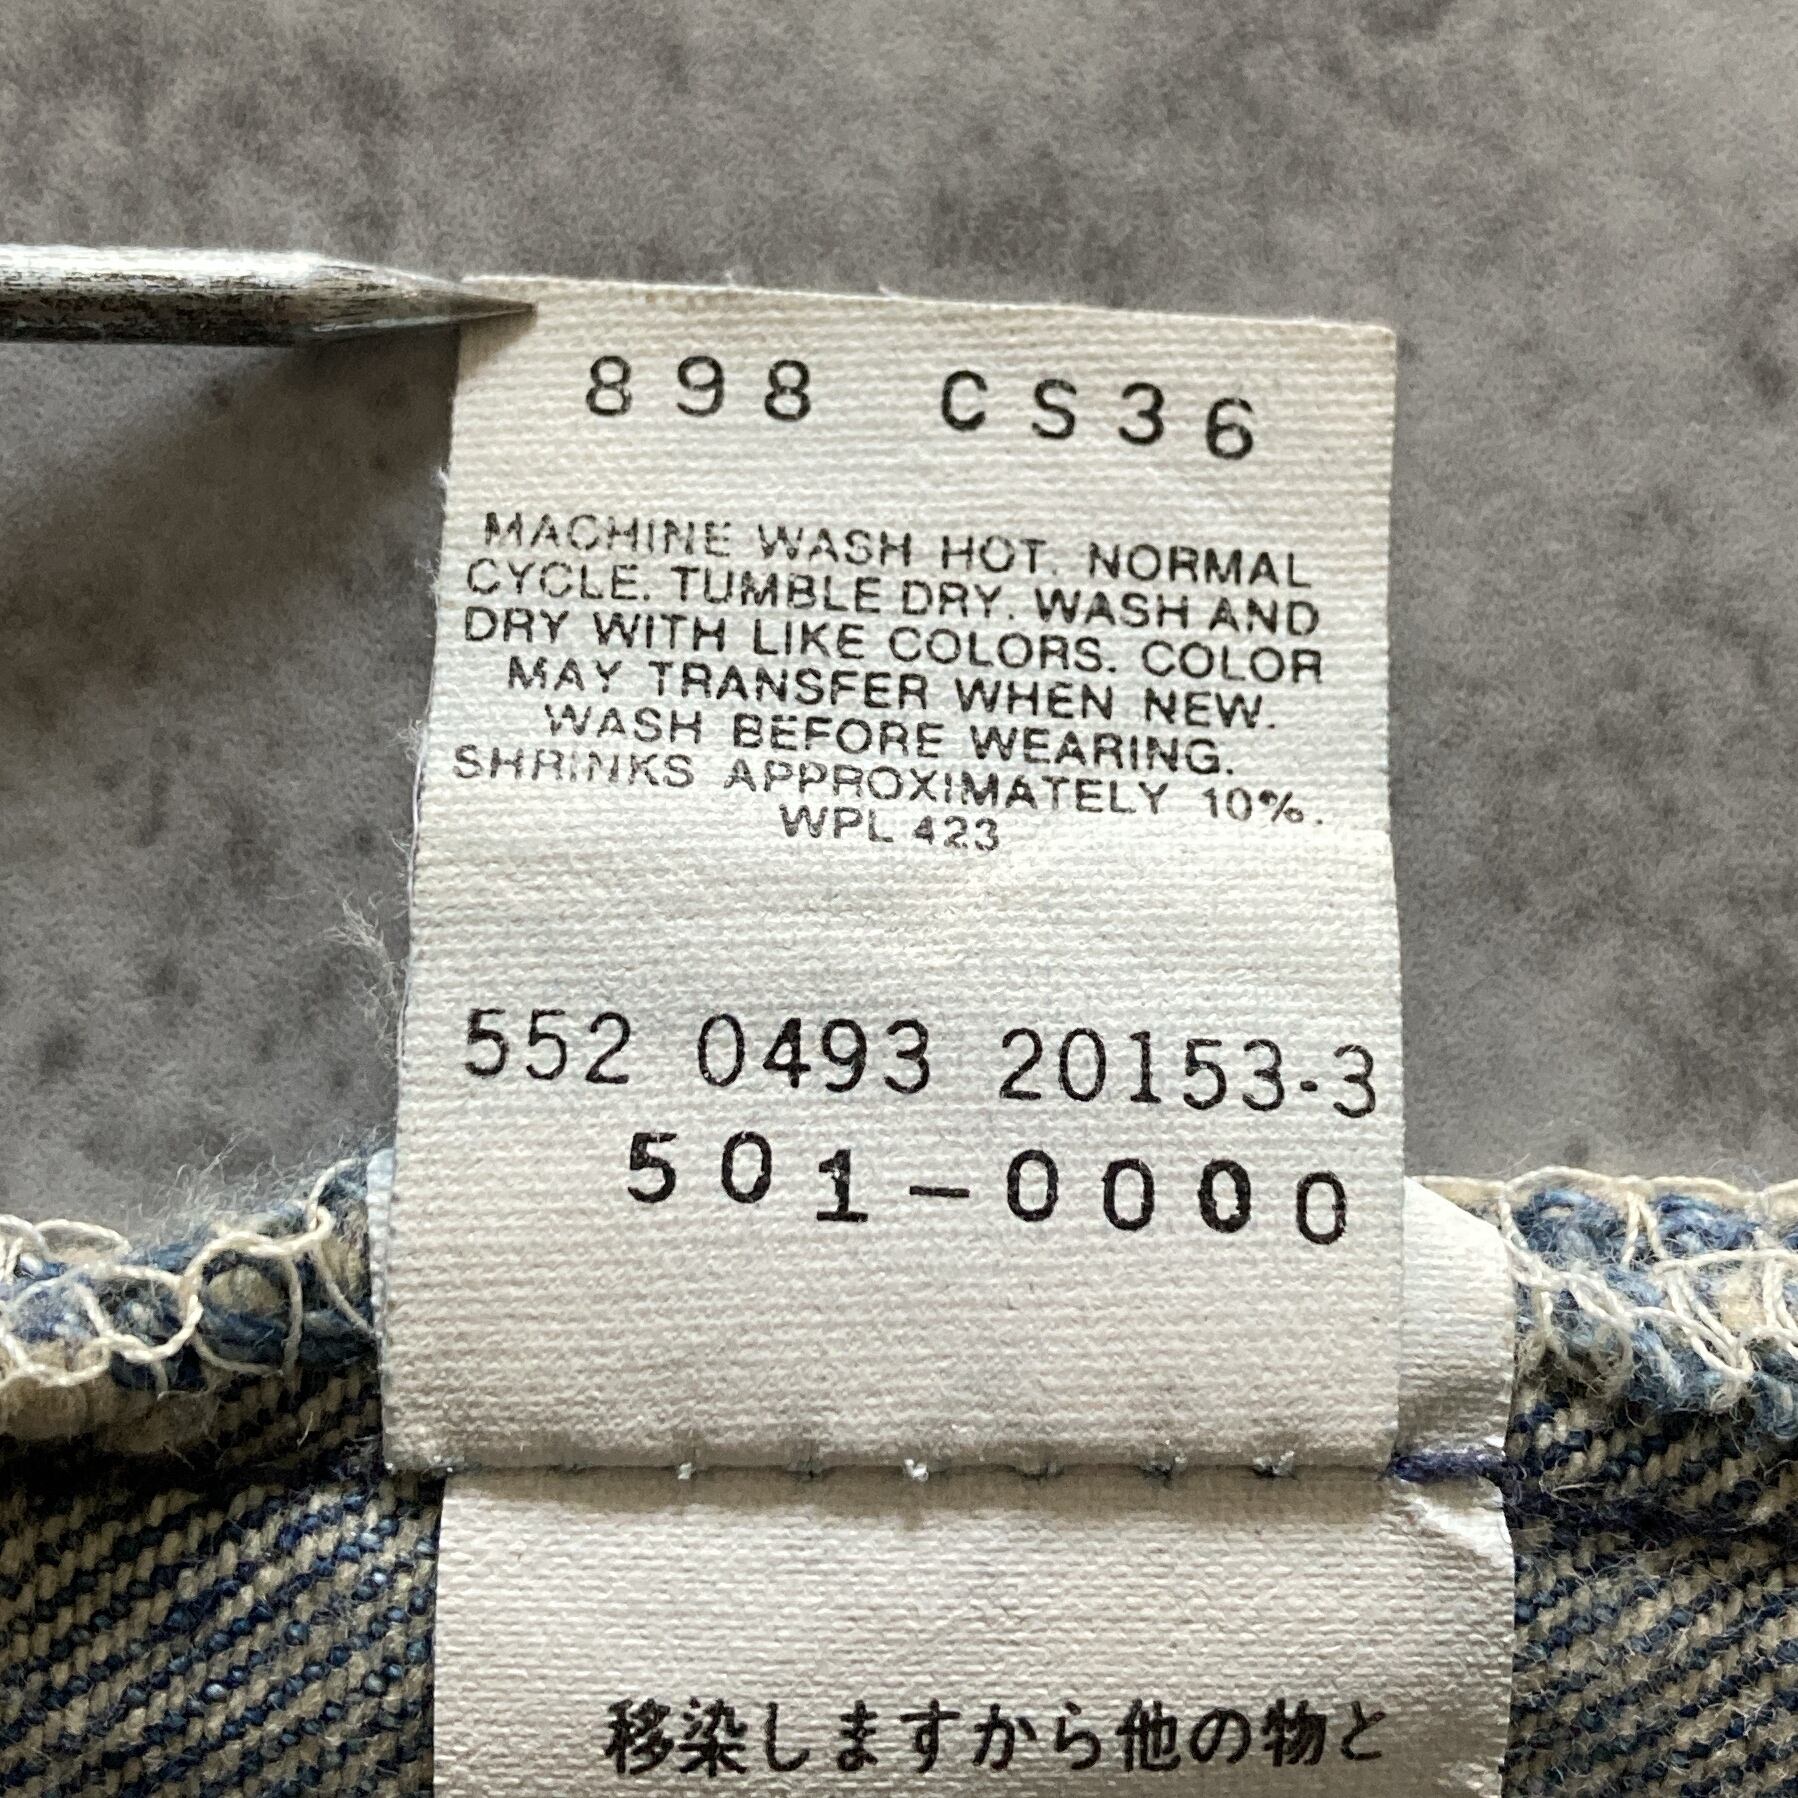 898 CS36
MACHINE WASH HOT. NORMAL
CYCLE. TUMBLE DRY. WASH AND
DRY WITH LIKE COLORS. COLOR
MAY TRANSFER WHEN NEW.
WASH BEFORE WEARING.
SHRINKS APPROXIMATELY 10%.
WPL 423
552 0493 20153-3
501-0000
移染しますから他の物と